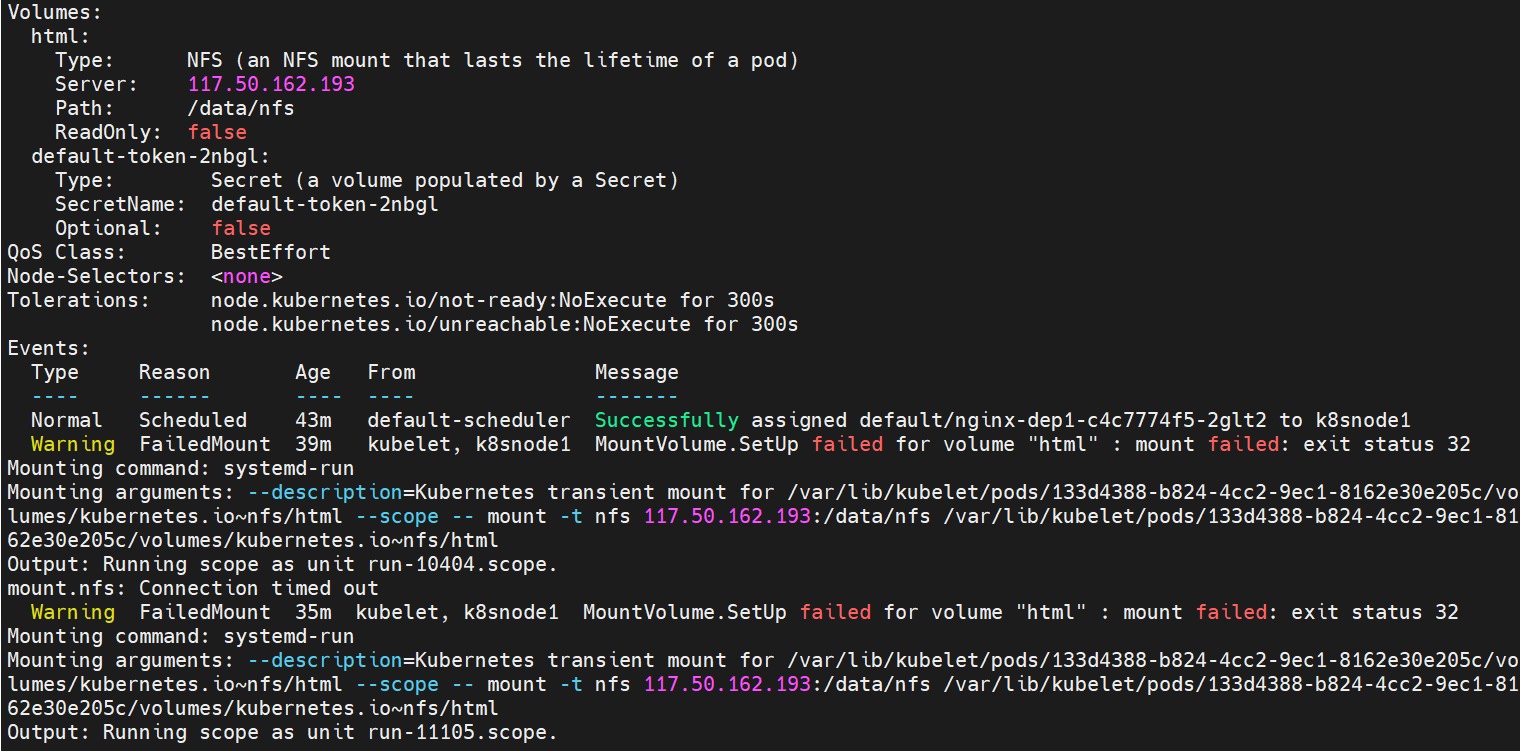 Volumes:
  html:
    Type:      NFS (an NFS mount that lasts the lifetime of a pod)
    Server:    117.50.162.193
    Path:      /data/nfs
    ReadOnly:  false
  default-token-2nbgl:
    Type:        Secret (a volume populated by a Secret)
    SecretName:  default-token-2nbgl
    Optional:    false
QoS Class:       BestEffort
Node-Selectors:  <none>
Tolerations:     node.kubernetes.io/not-ready:NoExecute for 300s
                 node.kubernetes.io/unreachable:NoExecute for 300s
Events:
  Type     Reason       Age   From               Message
  ----     ------       ----  ----               -------
  Normal   Scheduled    43m   default-scheduler  Successfully assigned default/nginx-dep1-c4c7774f5-2glt2 to k8snode1
  Warning  FailedMount  39m   kubelet, k8snode1  MountVolume.SetUp failed for volume "html" : mount failed: exit status 32
Mounting command: systemd-run
Mounting arguments: --description=Kubernetes transient mount for /var/lib/kubelet/pods/133d4388-b824-4cc2-9ec1-8162e30e205c/vo
lumes/kubernetes.io~nfs/html --scope -- mount -t nfs 117.50.162.193:/data/nfs /var/lib/kubelet/pods/133d4388-b824-4cc2-9ec1-81
62e30e205c/volumes/kubernetes.io~nfs/html
Output: Running scope as unit run-10404.scope.
mount.nfs: Connection timed out
  Warning  FailedMount  35m  kubelet, k8snode1  MountVolume.SetUp failed for volume "html" : mount failed: exit status 32
Mounting command: systemd-run
Mounting arguments: --description=Kubernetes transient mount for /var/lib/kubelet/pods/133d4388-b824-4cc2-9ec1-8162e30e205c/vo
lumes/kubernetes.io~nfs/html --scope -- mount -t nfs 117.50.162.193:/data/nfs /var/lib/kubelet/pods/133d4388-b824-4cc2-9ec1-81
62e30e205c/volumes/kubernetes.io~nfs/html
Output: Running scope as unit run-11105.scope.